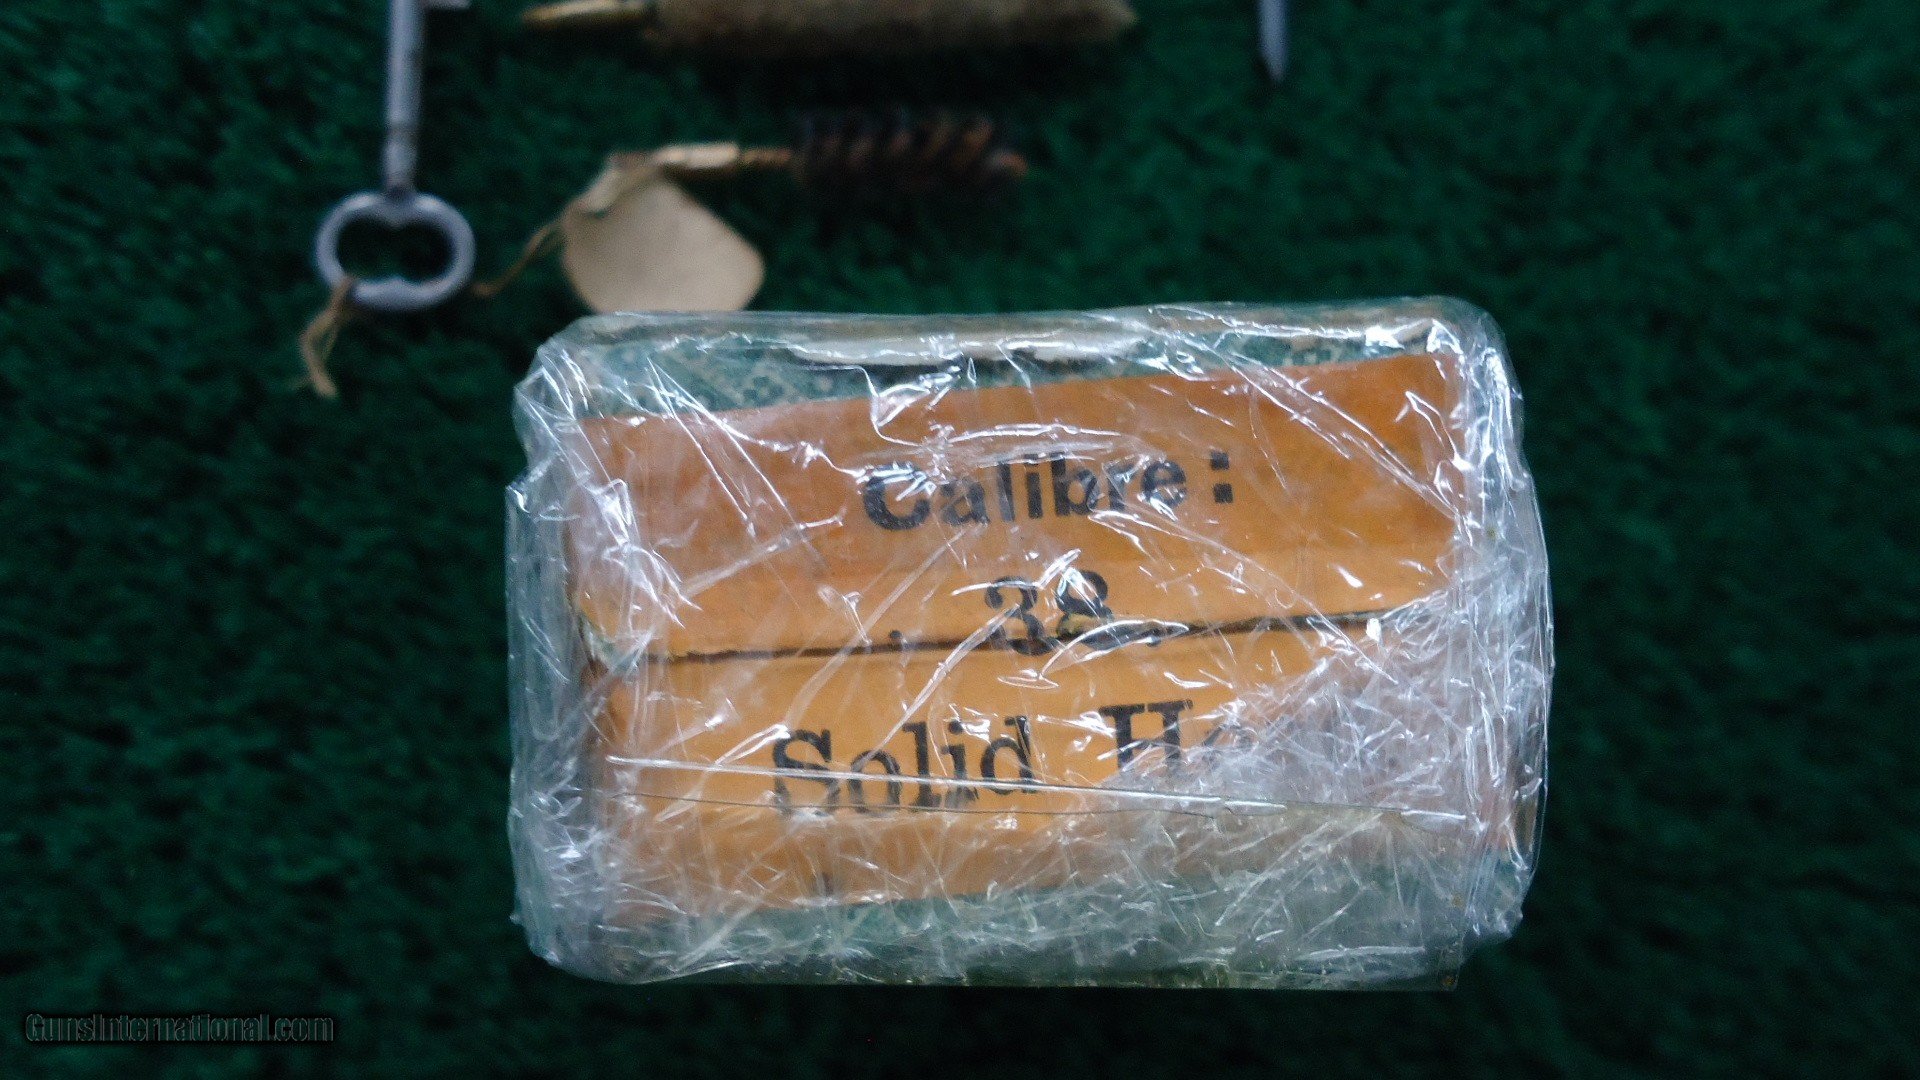 Calibre:
.38.
Solid
GunsInternational.com